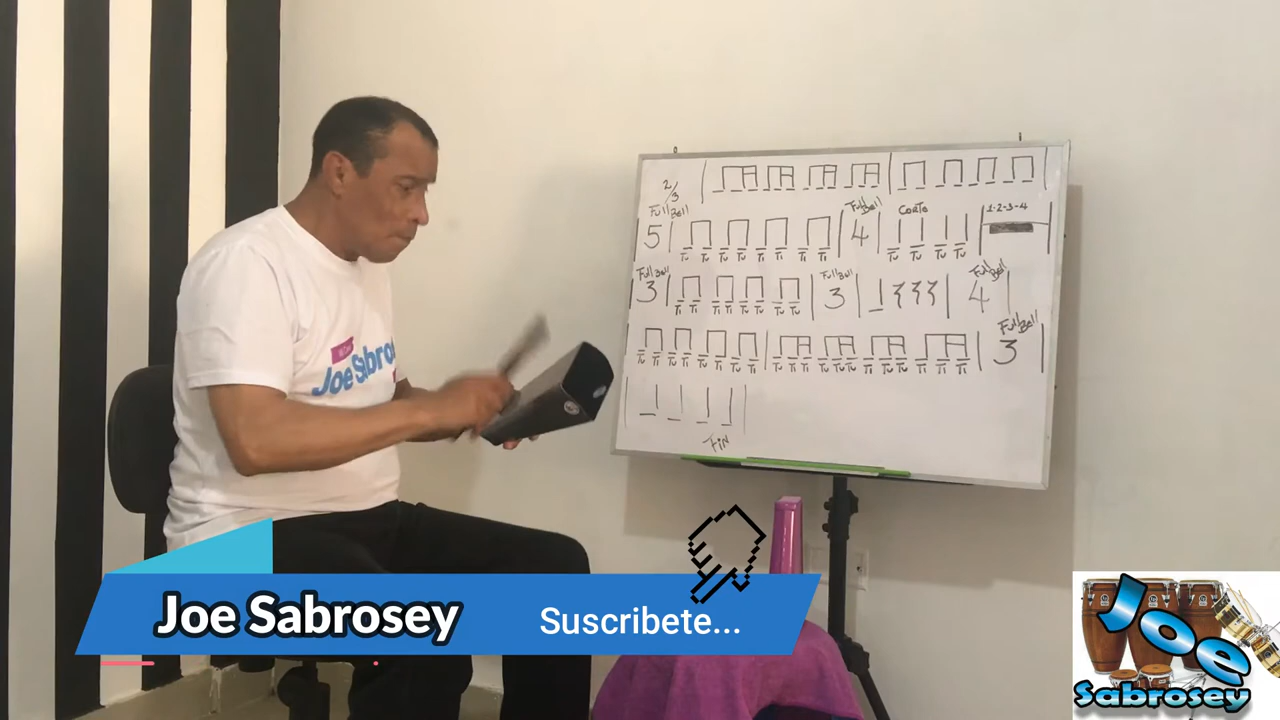 2/3
Full Bell
5
Full Bell
4
CORTO
1-2-3-4
Full Bell
3
Full Bell
3
Full Bell
4
Full Bell
3
FiN
Joe Sabrosey
Joe Sabrosey
Suscribete...
Joe
Sabrosey